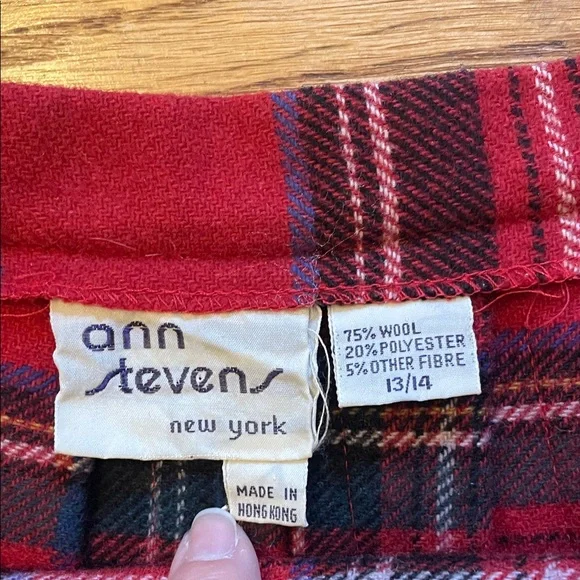 ann
stevens
new york
75% WOOL
20% POLYESTER
5% OTHER FIBRE
13/14
MADE IN
HONG KONG